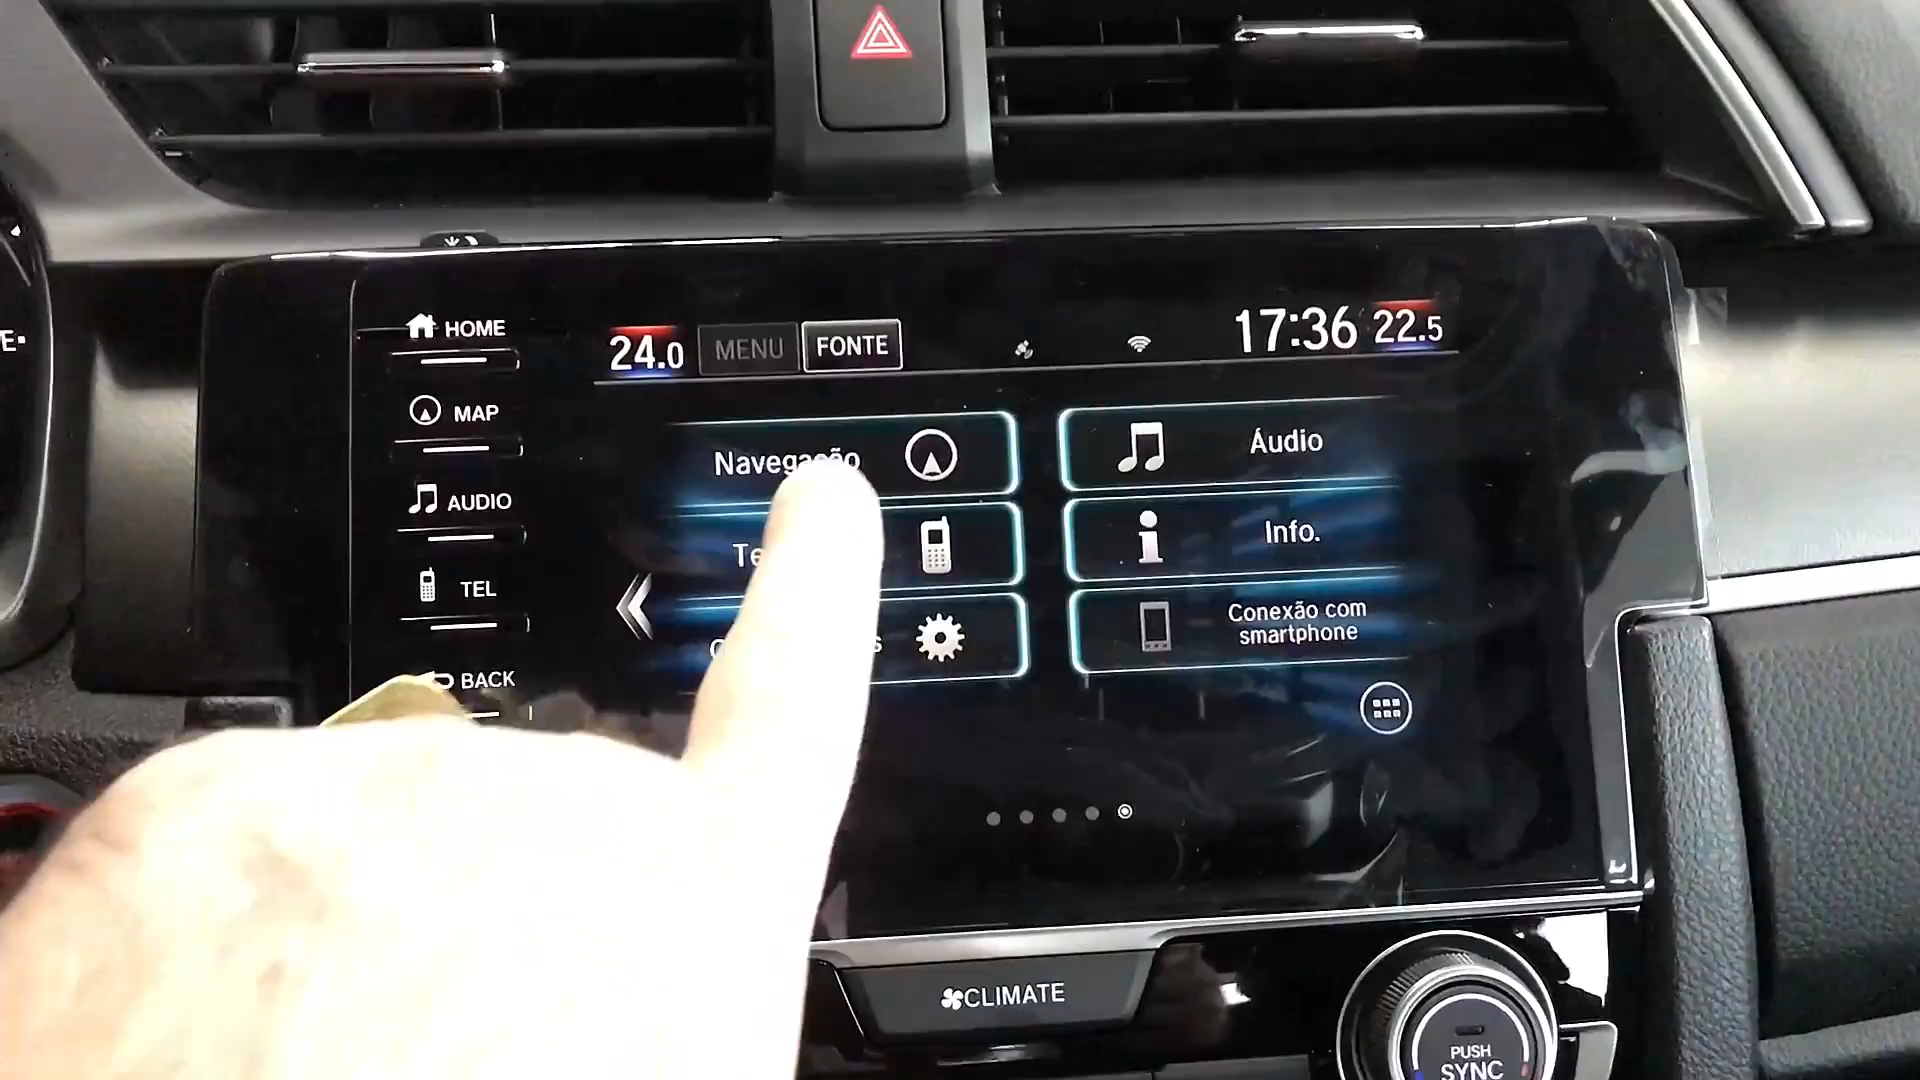 HOME
MAP
AUDIO
TEL
BACK
24.0 MENU FONTE 17:36 22.5
Navegação
Áudio
Info.
Conexão com
smartphone
CLIMATE
PUSH
SYNC